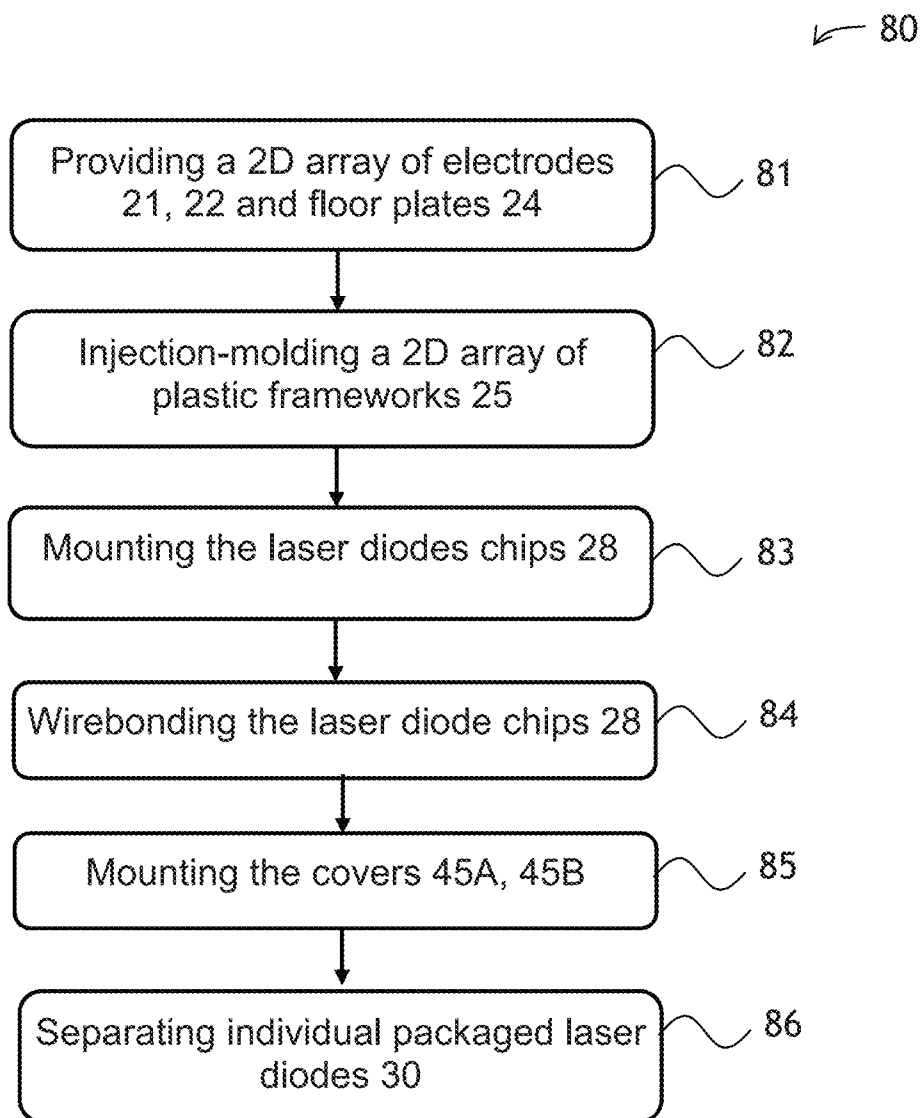 80
Providing a 2D array of electrodes
21, 22 and floor plates 24
81
Injection-molding a 2D array of
plastic frameworks 25
82
Mounting the laser diodes chips 28
83
Wirebonding the laser diode chips 28
84
Mounting the covers 45A, 45B
85
Separating individual packaged laser
diodes 30
86